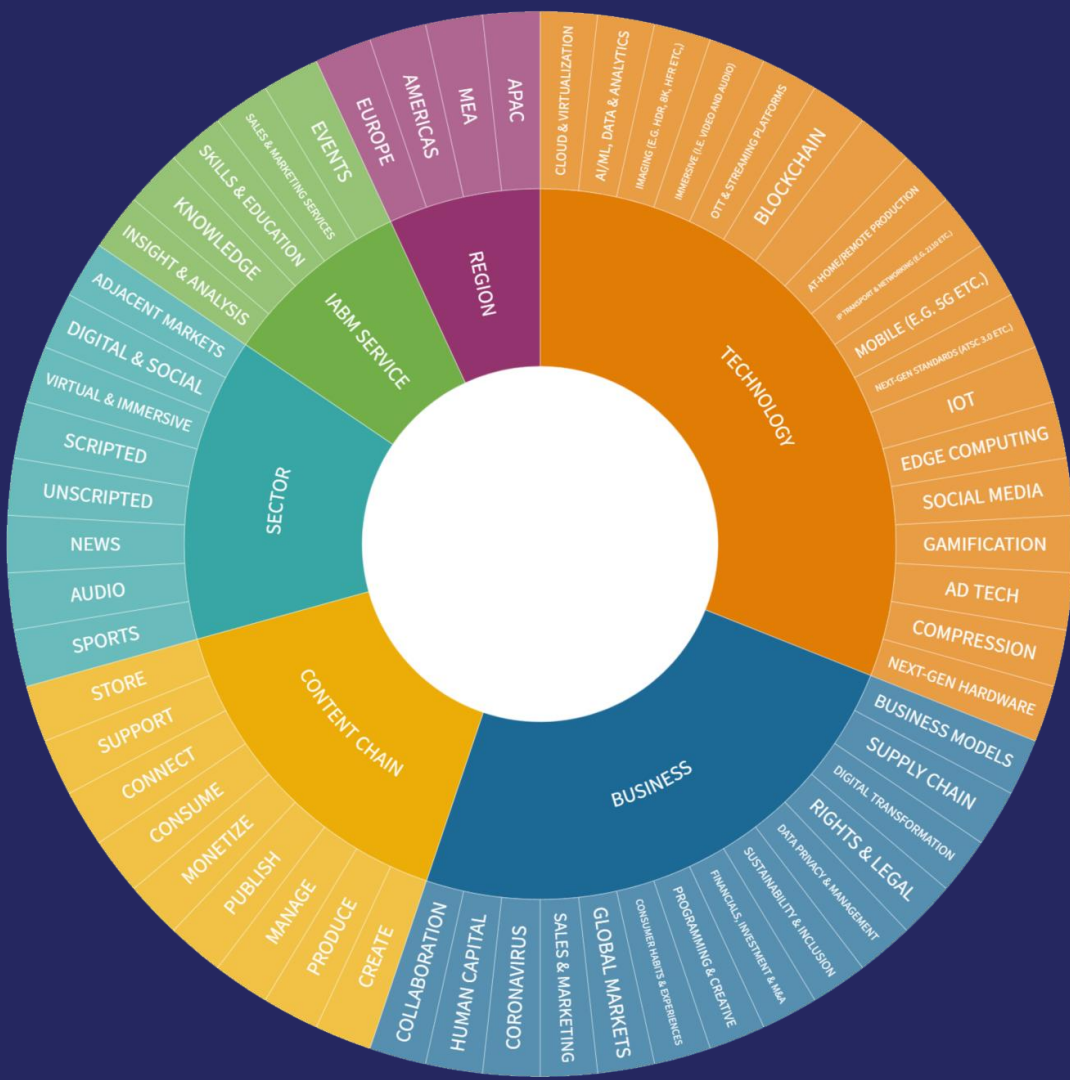 REGION
EUROPE
AMERICAS
MEA
APAC
TECHNOLOGY
CLOUD & VIRTUALIZATION
AI/ML, DATA & ANALYTICS
IMAGING (E.G. HDR, 8K, HFR ETC,)
IMMERSIVE (I.E. VIDEO AND AUDIO)
OTT & STREAMING PLATFORMS
BLOCKCHAIN
AT-HOME/REMOTE PRODUCTION
IP TRANSPORT & NETWORKING (E.G. 2110 ETC.)
MOBILE (E.G. 5G ETC.)
NEXT-GEN STANDARDS (ATSC 3.0 ETC.)
IOT
EDGE COMPUTING
SOCIAL MEDIA
GAMIFICATION
AD TECH
COMPRESSION
NEXT-GEN HARDWARE
BUSINESS
BUSINESS MODELS
SUPPLY CHAIN
DIGITAL TRANSFORMATION
RIGHTS & LEGAL
DATA PRIVACY & MANAGEMENT
SUSTAINABILITY & INCLUSION
FINANCIALS, INVESTMENT & M&A
PROGRAMMING & CREATIVE
CONSUMER HABITS & EXPERIENCES
GLOBAL MARKETS
SALES & MARKETING
CORONAVIRUS
HUMAN CAPITAL
COLLABORATION
CONTENT CHAIN
CREATE
PRODUCE
MANAGE
PUBLISH
MONETIZE
CONSUME
CONNECT
SUPPORT
STORE
SECTOR
SPORTS
AUDIO
NEWS
UNSCRIPTED
SCRIPTED
VIRTUAL & IMMERSIVE
DIGITAL & SOCIAL
ADJACENT MARKETS
IABM SERVICE
INSIGHT & ANALYSIS
KNOWLEDGE
SKILLS & EDUCATION
SALES & MARKETING SERVICES
EVENTS